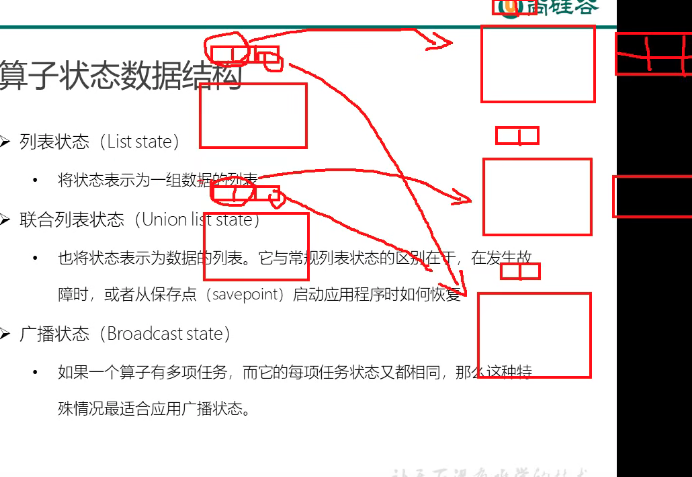 尚硅谷
算子状态数据结构
➢ 列表状态（List state）
• 将状态表示为一组数据的列表
➢ 联合列表状态（Union list state）
• 也将状态表示为数据的列表。它与常规列表状态的区别在于，在发生故
障时，或者从保存点（savepoint）启动应用程序时如何恢复
➢ 广播状态（Broadcast state）
• 如果一个算子有多项任务，而它的每项任务状态又都相同，那么这种特
殊情况最适合应用广播状态。